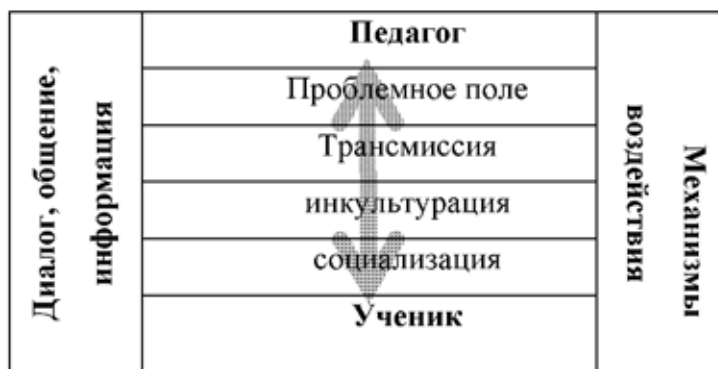 Диалог, общение,
информация
Педагог
Проблемное поле
Трансмиссия
инкультурация
социализация
Ученик
Механизмы
воздействия